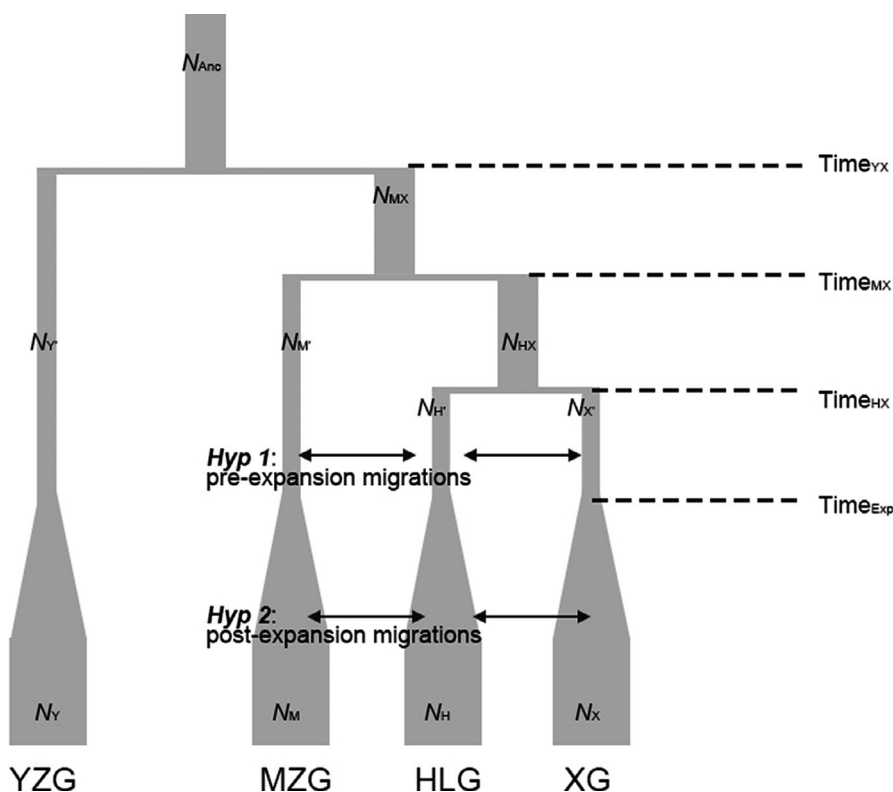 NAnc
TimeYX
NMX
TimeMX
NY'
NM'
NHX
TimeHX
NH'
NX'
Hyp 1:
pre-expansion migrations
TimeExp
Hyp 2:
post-expansion migrations
NY
NM
NH
NX
YZG
MZG
HLG
XG